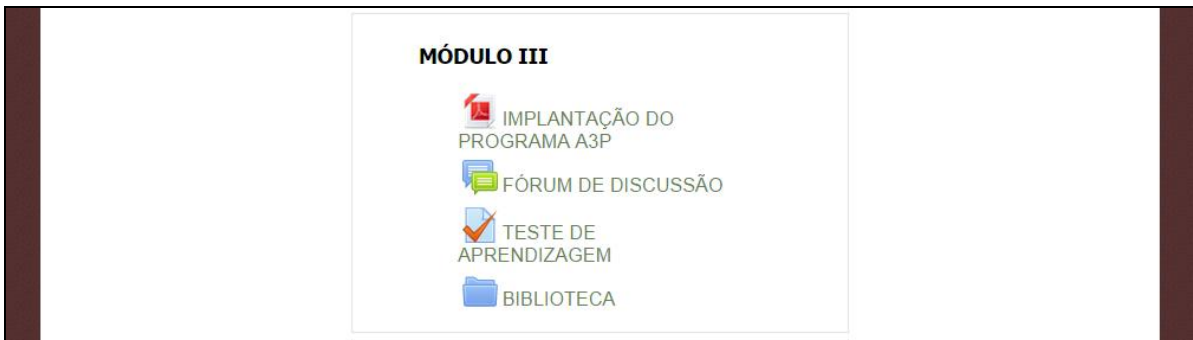 MÓDULO III
IMPLANTAÇÃO DO
PROGRAMA A3P
FÓRUM DE DISCUSSÃO
TESTE DE
APRENDIZAGEM
BIBLIOTECA